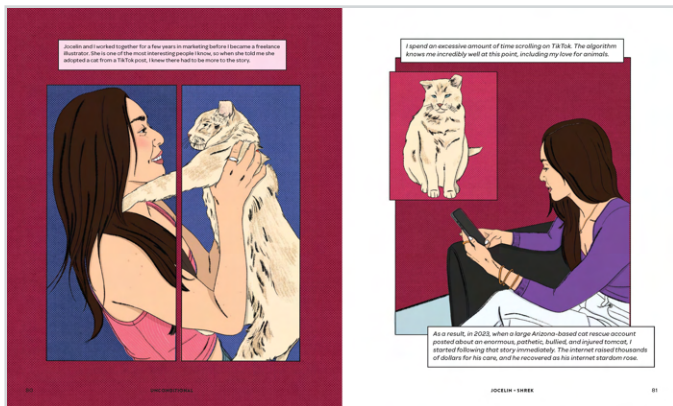 Jocelin and I worked together for a few years in marketing before I became a freelance
illustrator. She is one of the most interesting people I know, so when she told me she
adopted a cat from a TikTok post, I knew there had to be more to the story.
I spend an excessive amount of time scrolling on TikTok. The algorithm
knows me incredibly well at this point, including my love for animals.
As a result, in 2023, when a large Arizona-based cat rescue account
posted about an enormous, pathetic, bullied, and injured tomcat, I
started following that story immediately. The internet raised thousands
of dollars for his care, and he recovered as his internet stardom rose.
JOCELIN + SHREK
81